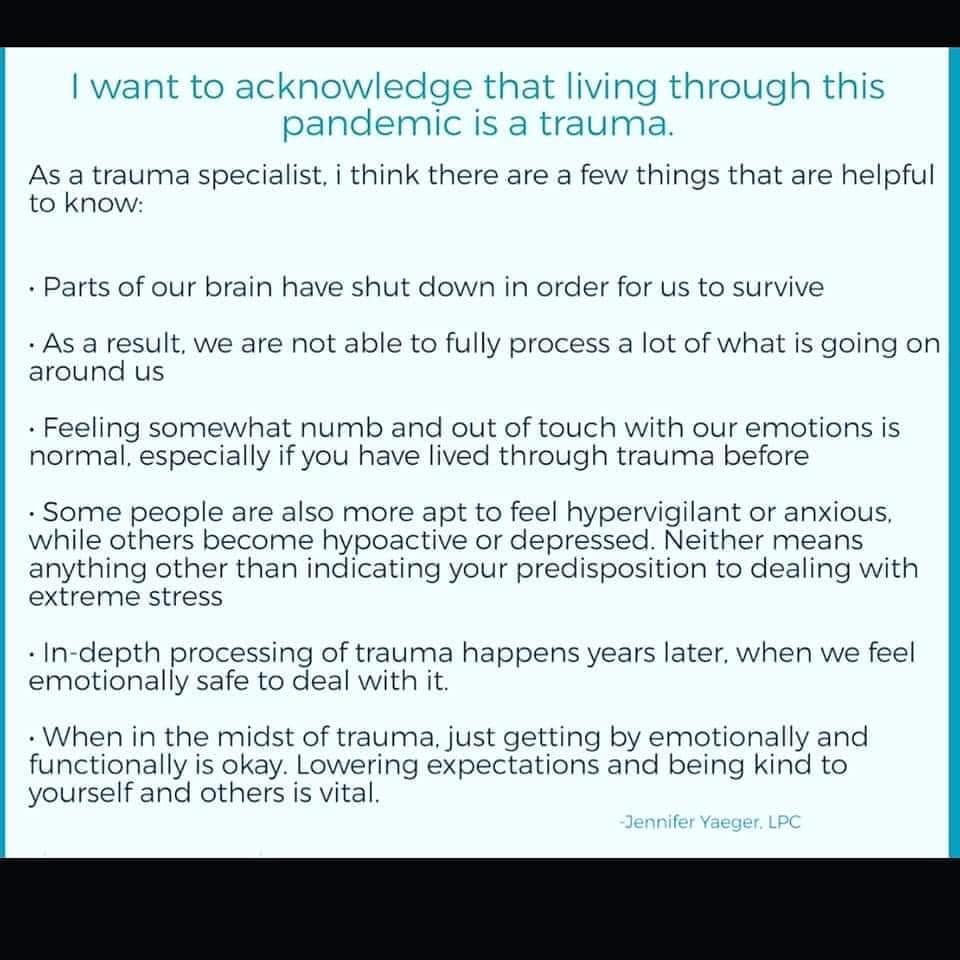 I want to acknowledge that living through this
pandemic is a trauma.
As a trauma specialist, i think there are a few things that are helpful
to know:
• Parts of our brain have shut down in order for us to survive
• As a result, we are not able to fully process a lot of what is going on
around us
• Feeling somewhat numb and out of touch with our emotions is
normal, especially if you have lived through trauma before
• Some people are also more apt to feel hypervigilant or anxious,
while others become hypoactive or depressed. Neither means
anything other than indicating your predisposition to dealing with
extreme stress
• In-depth processing of trauma happens years later, when we feel
emotionally safe to deal with it.
• When in the midst of trauma, just getting by emotionally and
functionally is okay. Lowering expectations and being kind to
yourself and others is vital.
-Jennifer Yaeger, LPC